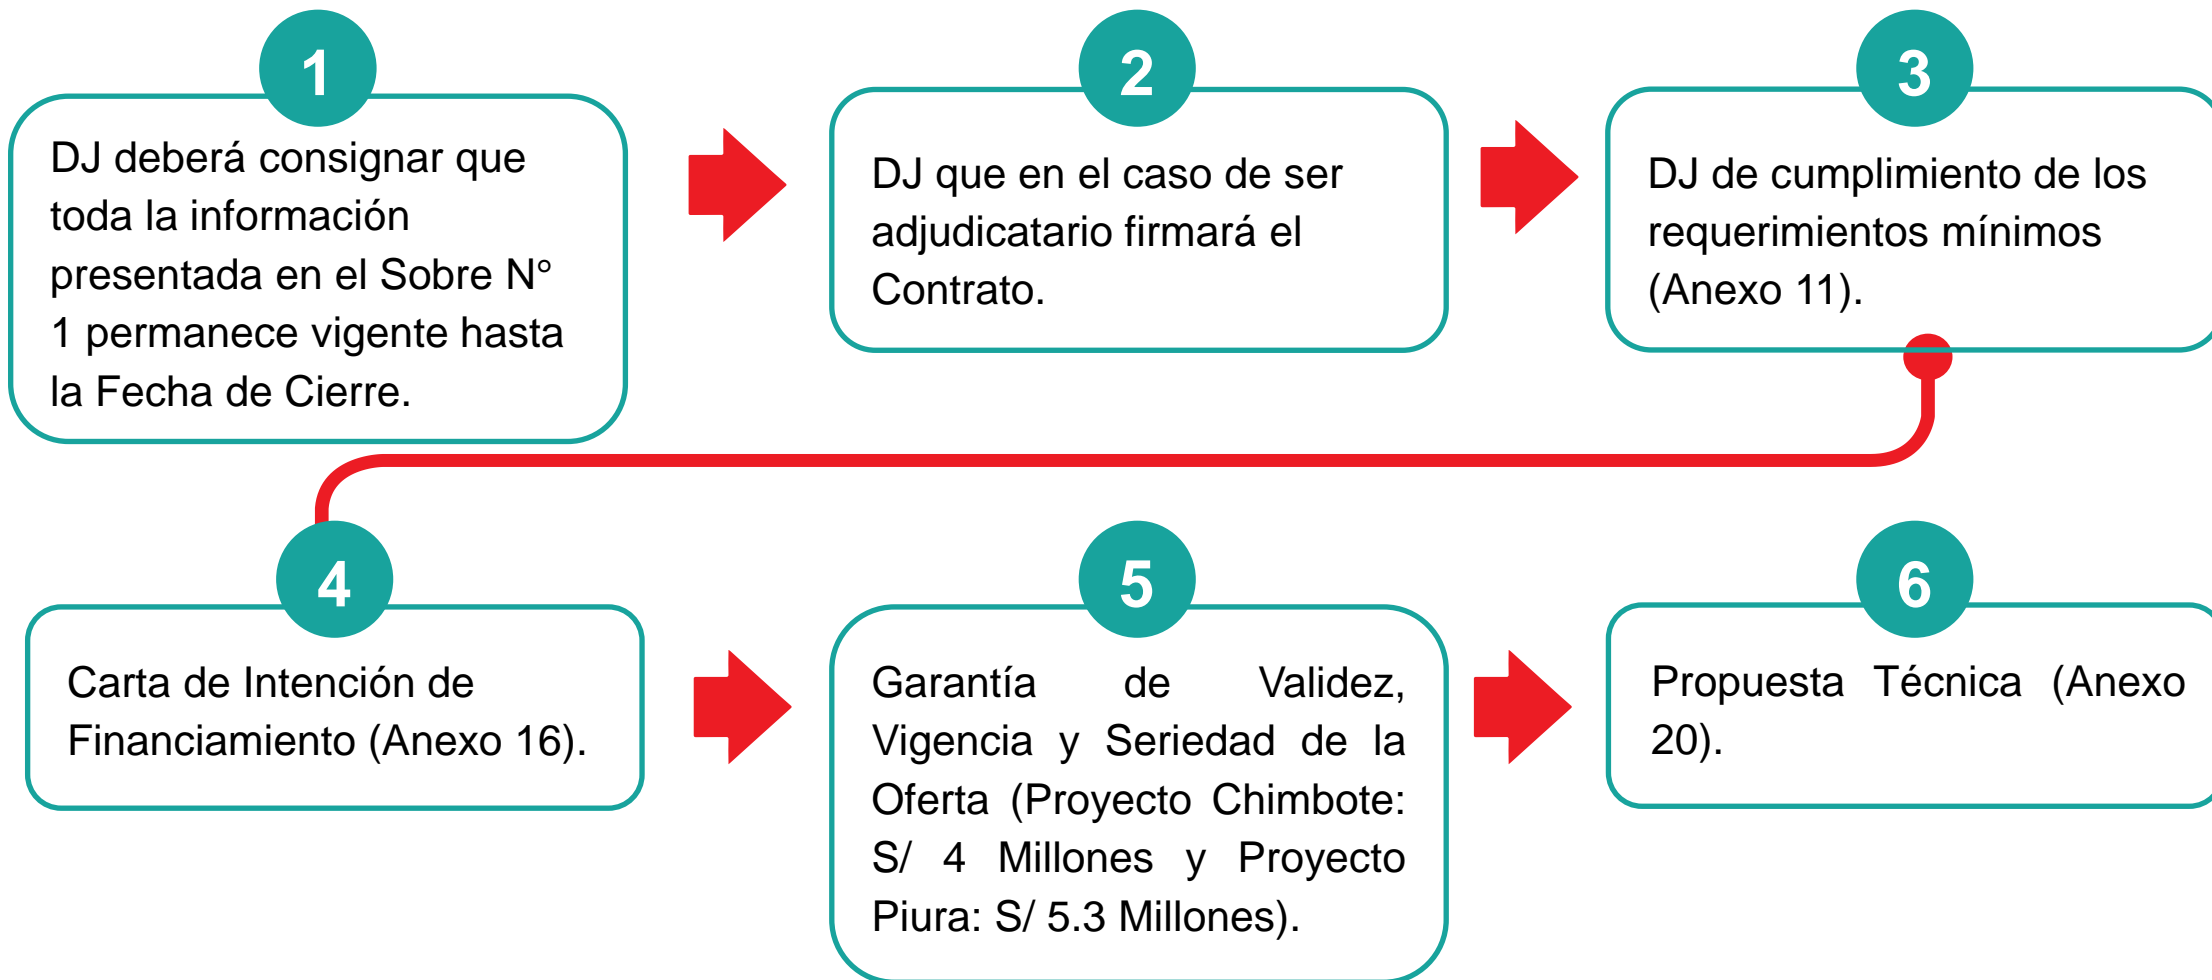 1
DJ deberá consignar que
toda la información
presentada en el Sobre N°
1 permanece vigente hasta
la Fecha de Cierre.
2
DJ que en el caso de ser
adjudicatario firmará el
Contrato.
3
DJ de cumplimiento de los
requerimientos mínimos
(Anexo 11).
4
Carta de Intención de
Financiamiento (Anexo 16).
5
Garantía de Validez,
Vigencia y Seriedad de la
Oferta (Proyecto Chimbote:
S/ 4 Millones y Proyecto
Piura: S/ 5.3 Millones).
6
Propuesta Técnica (Anexo
20).